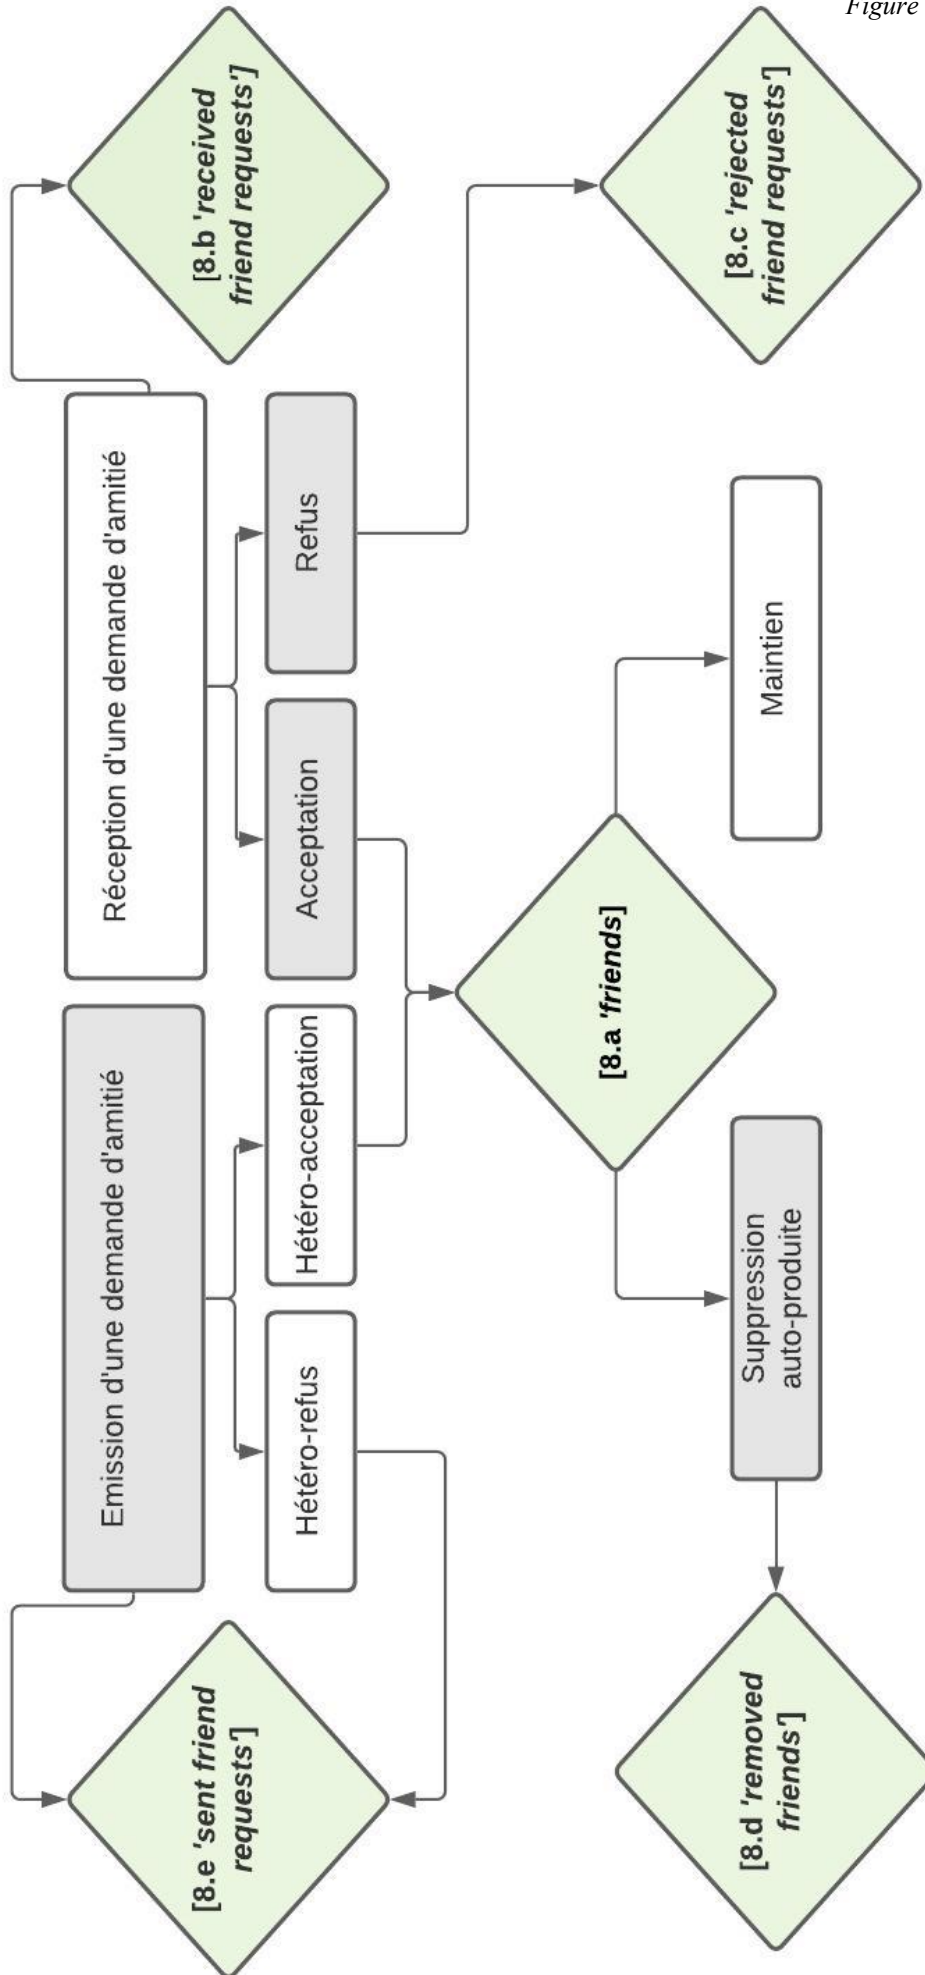 Figure
[8.b 'received
friend requests']
[8.c 'rejected
friend requests']
Réception d'une demande d'amitié
Refus
Acceptation
Maintien
[8.a 'friends]
Emission d'une demande d'amitié
Hétéro-acceptation
Hétéro-refus
Suppression
auto-produite
[8.e 'sent friend
requests']
[8.d 'removed
friends']